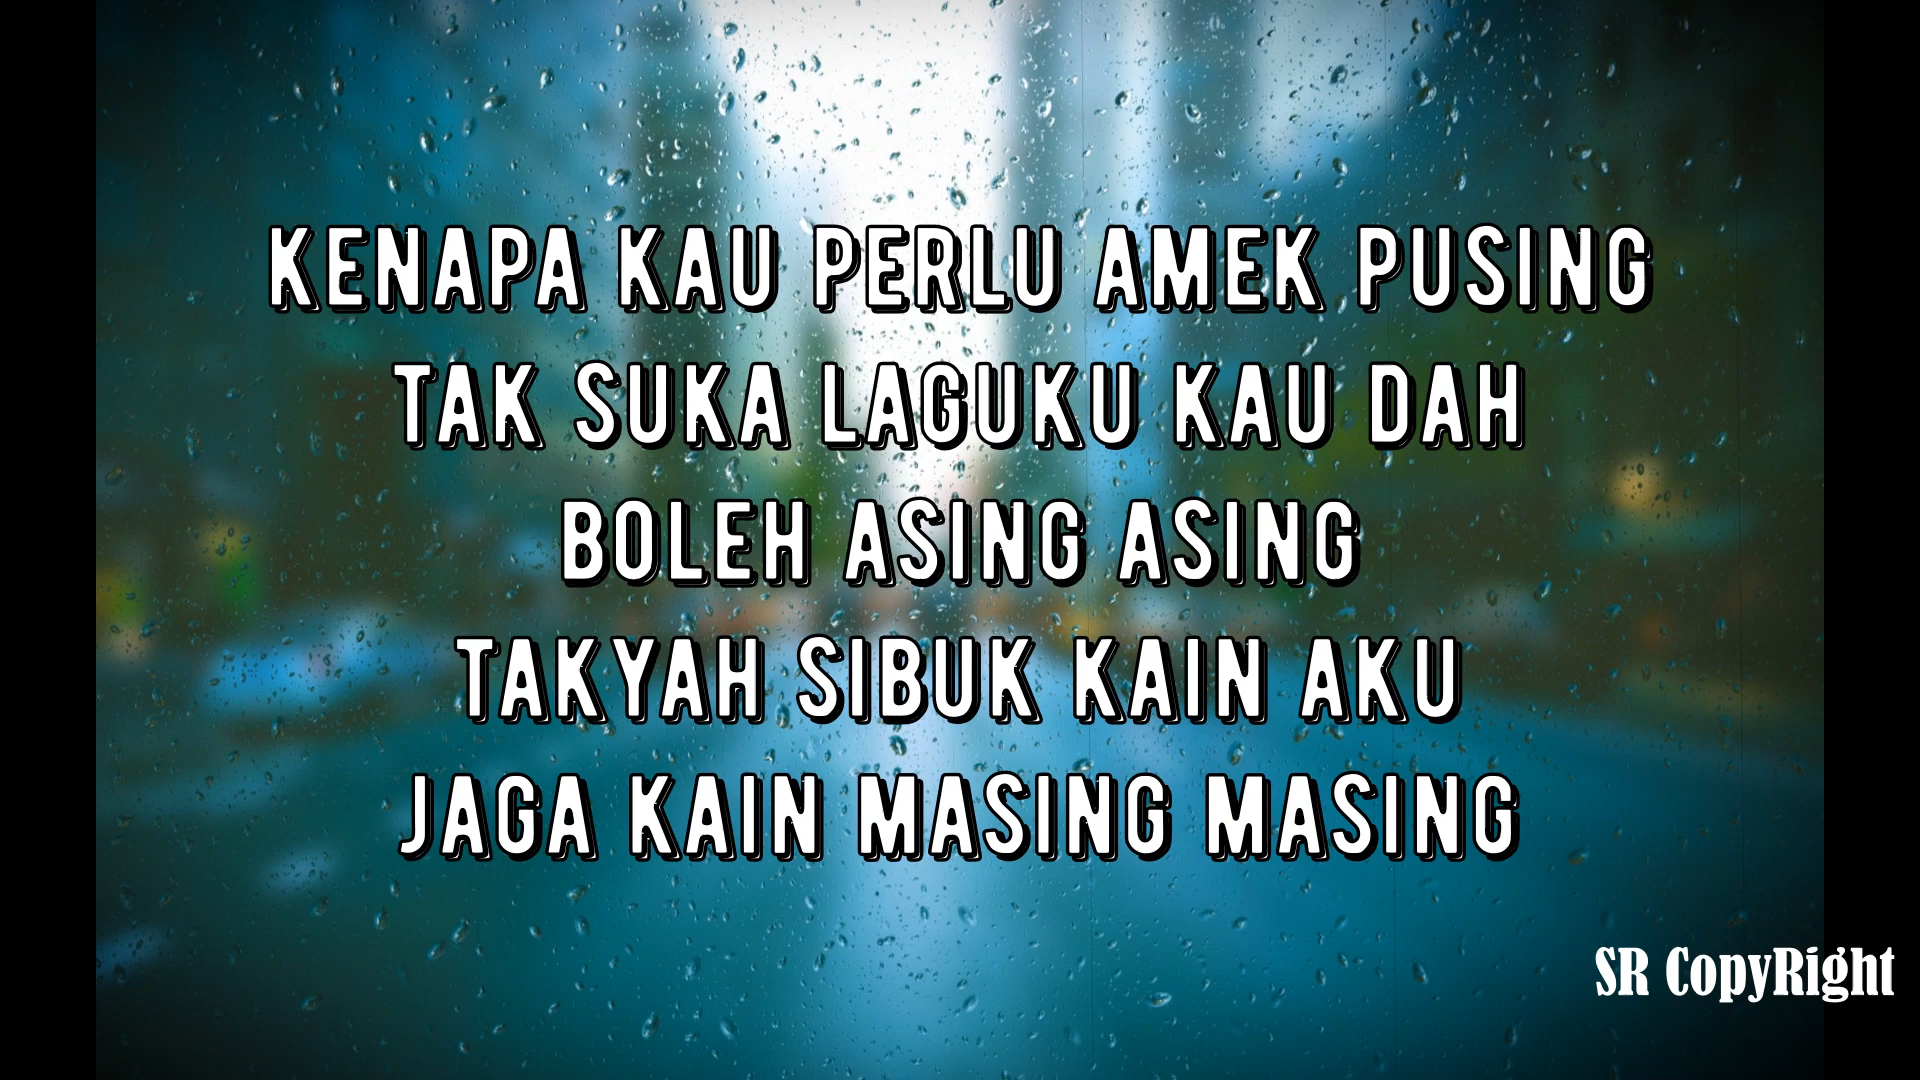 KENAPA KAU PERLU AMEK PUSING
TAK SUKA LAGUKU KAU DAH
BOLEH ASING ASING
TAKYAH SIBUK KAIN AKU
JAGA KAIN MASING MASING
SR CopyRight